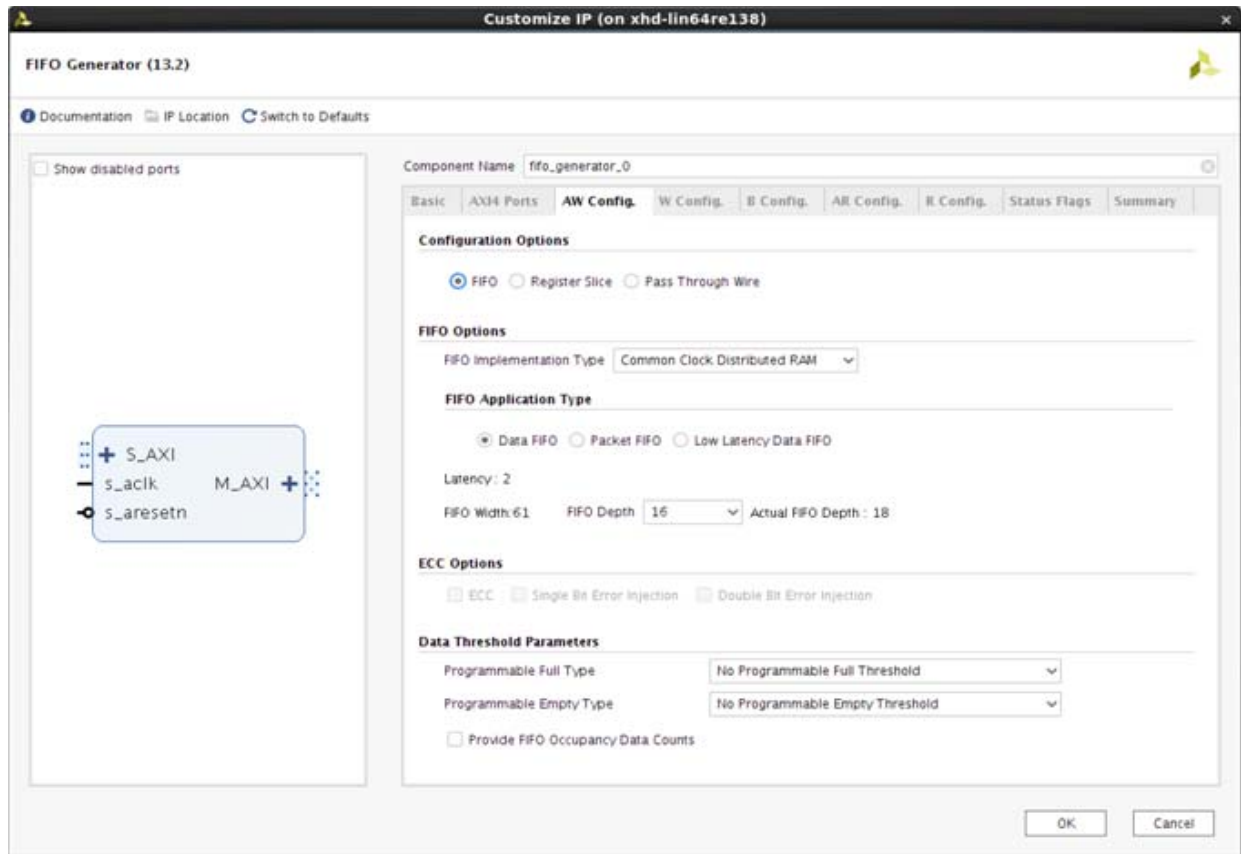 Customize IP (on xhd-lin64re138)
FIFO Generator (13.2)
Documentation IP Location Switch to Defaults
Show disabled ports
Component Name fifo_generator_0
Basic AXI4 Ports AW Config. W Config. B Config. AR Config. R Config. Status Flags Summary
Configuration Options
FIFO Register Slice Pass Through Wire
FIFO Options
FIFO Implementation Type Common Clock Distributed RAM
FIFO Application Type
Data FIFO Packet FIFO Low Latency Data FIFO
S_AXI
s_aclk M_AXI
s_aresetn
Latency : 2
FIFO Width:61 FIFO Depth 16 Actual FIFO Depth : 18
ECC Options
ECC Single Bit Error Injection Double Bit Error Injection
Data Threshold Parameters
Programmable Full Type No Programmable Full Threshold
Programmable Empty Type No Programmable Empty Threshold
Provide FIFO Occupancy Data Counts
OK Cancel